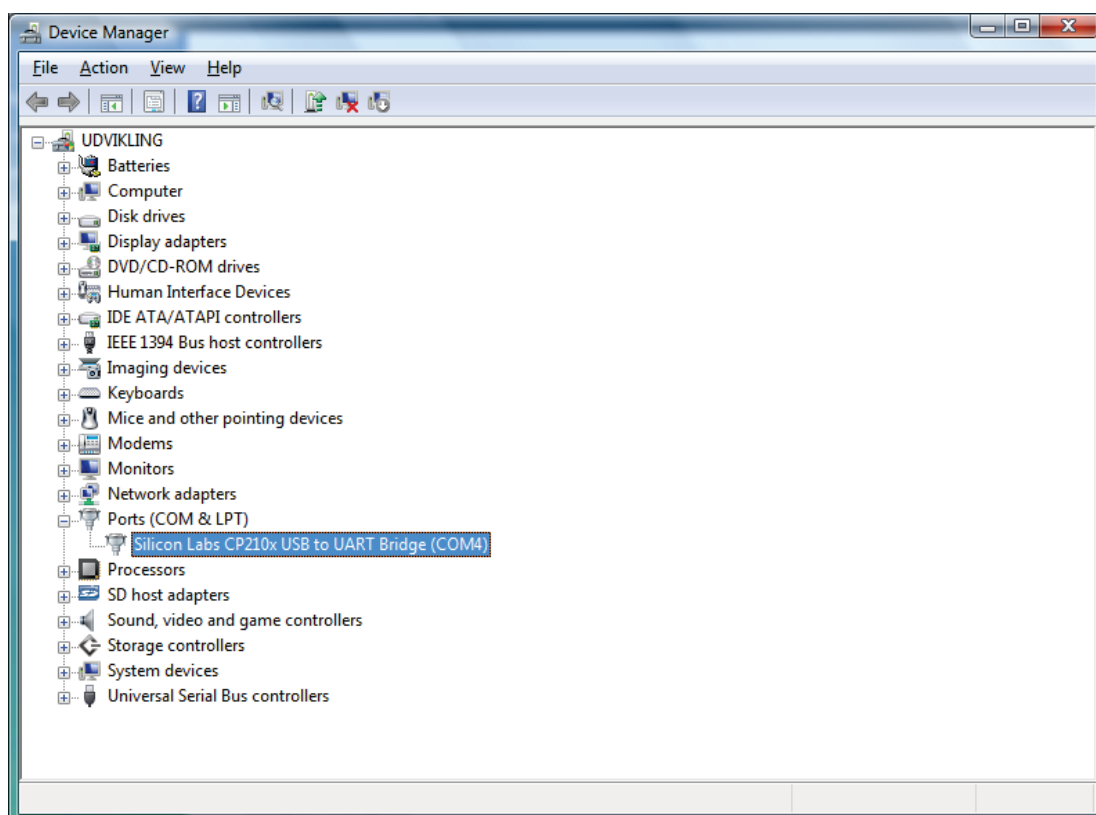 Device Manager
File Action View Help
UDVIKLING
Batteries
Computer
Disk drives
Display adapters
DVD/CD-ROM drives
Human Interface Devices
IDE ATA/ATAPI controllers
IEEE 1394 Bus host controllers
Imaging devices
Keyboards
Mice and other pointing devices
Modems
Monitors
Network adapters
Ports (COM & LPT)
Silicon Labs CP210x USB to UART Bridge (COM4)
Processors
SD host adapters
Sound, video and game controllers
Storage controllers
System devices
Universal Serial Bus controllers